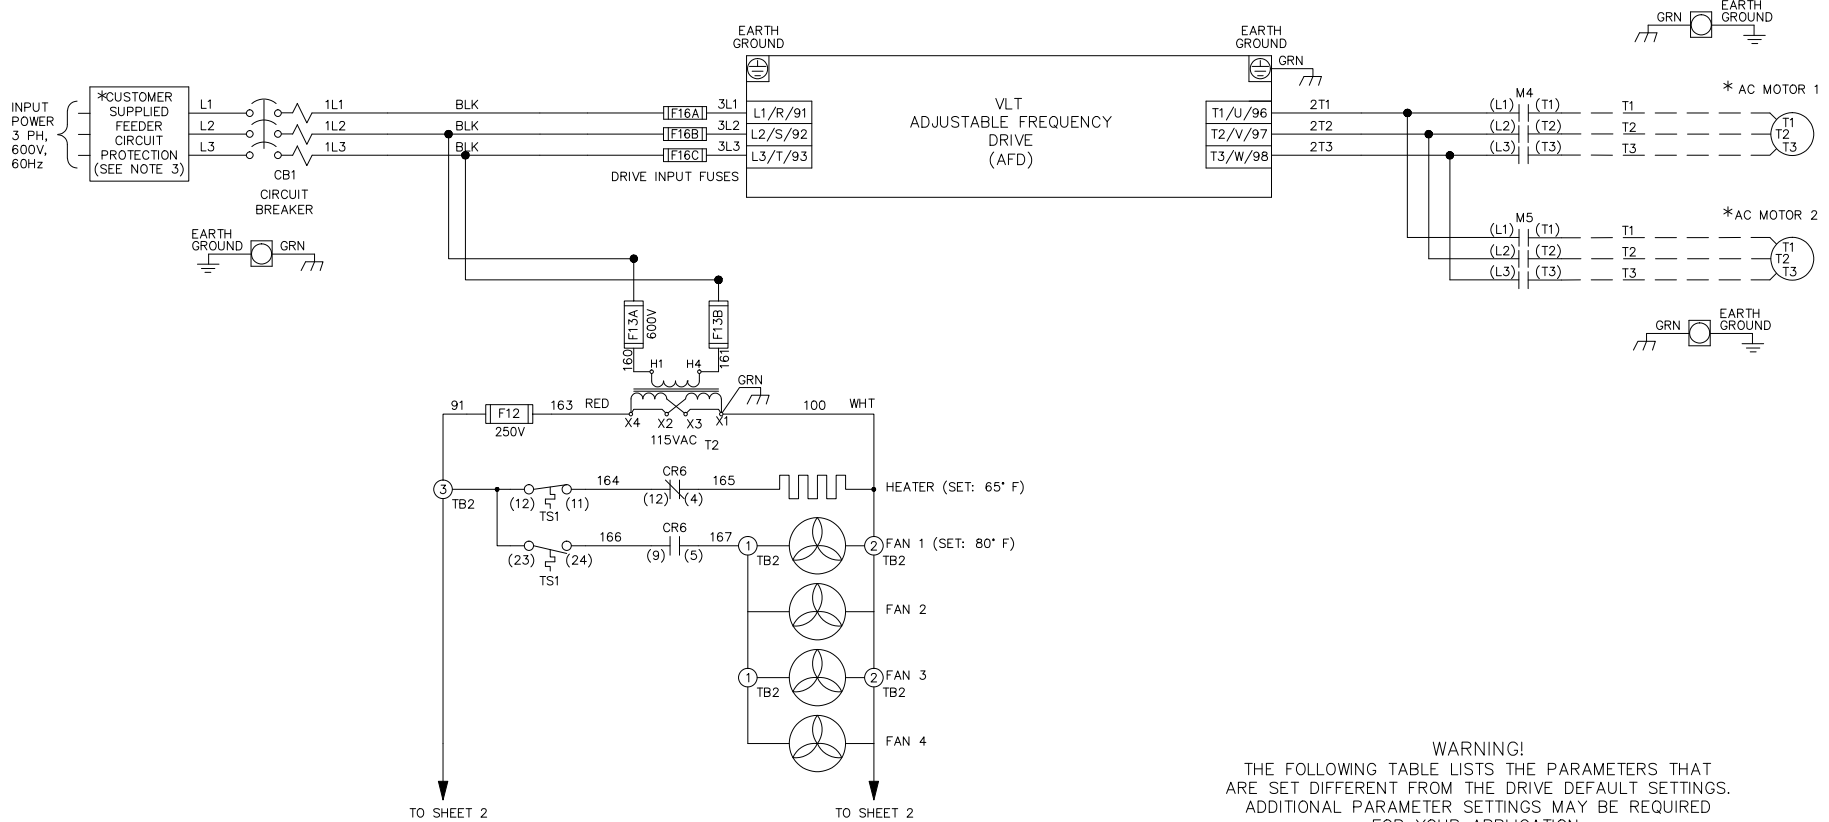 GRN
EARTH
GROUND
EARTH
GROUND
EARTH
GROUND
GRN
INPUT
POWER
3 PH,
600V,
60Hz
*CUSTOMER
SUPPLIED
FEEDER
CIRCUIT
PROTECTION
(SEE NOTE 3)
L1
L2
L3
CB1
CIRCUIT
BREAKER
1L1
1L2
1L3
BLK
BLK
BLK
F16A
F16B
F16C
3L1
3L2
3L3
DRIVE INPUT FUSES
L1/R/91
L2/S/92
L3/T/93
VLT
ADJUSTABLE FREQUENCY
DRIVE
(AFD)
T1/U/96
T2/V/97
T3/W/98
2T1
2T2
2T3
M4
(L1) (T1) T1
(L2) (T2) T2
(L3) (T3) T3
* AC MOTOR 1
T1
T2
T3
M5
(L1) (T1) T1
(L2) (T2) T2
(L3) (T3) T3
*AC MOTOR 2
T1
T2
T3
EARTH
GROUND
GRN
GRN
EARTH
GROUND
F13A
600V
F13B
160
161
H1 H4
GRN
91
F12
250V
163 RED
X4 X2 X3 X1
115VAC T2
100 WHT
3
TB2
(12) (11)
TS1
164
CR6
(12) (4)
165
HEATER (SET: 65° F)
(23) (24)
TS1
166
CR6
(9) (5)
167
1
TB2
2
TB2
FAN 1 (SET: 80° F)
FAN 2
1
TB2
2
TB2
FAN 3
FAN 4
TO SHEET 2
TO SHEET 2
WARNING!
THE FOLLOWING TABLE LISTS THE PARAMETERS THAT
ARE SET DIFFERENT FROM THE DRIVE DEFAULT SETTINGS.
ADDITIONAL PARAMETER SETTINGS MAY BE REQUIRED
FOR YOUR APPLICATION